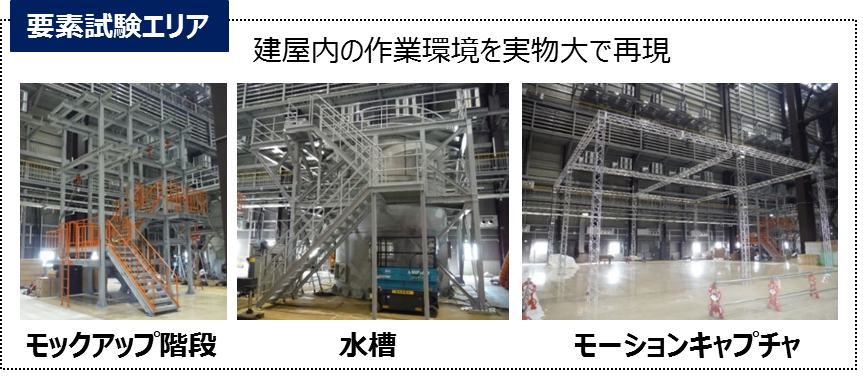 要素試験エリア
建屋内の作業環境を実物大で再現
モックアップ階段
水槽
モーションキャプチャ